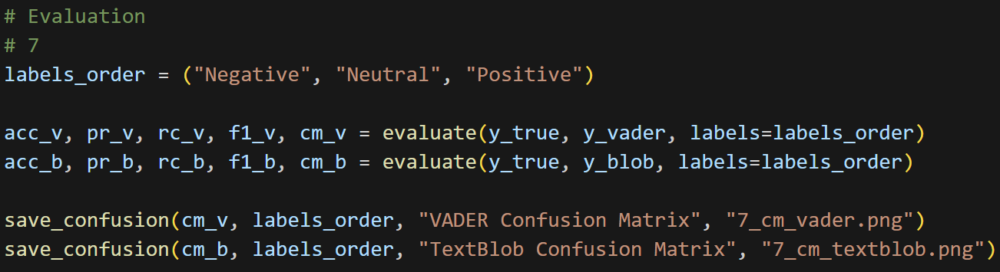 # Evaluation
# 7
labels_order = ("Negative", "Neutral", "Positive")
acc_v, pr_v, rc_v, f1_v, cm_v = evaluate(y_true, y_vader, labels=labels_order)
acc_b, pr_b, rc_b, f1_b, cm_b = evaluate(y_true, y_blob, labels=labels_order)
save_confusion(cm_v, labels_order, "VADER Confusion Matrix", "7_cm_vader.png")
save_confusion(cm_b, labels_order, "TextBlob Confusion Matrix", "7_cm_textblob.png")